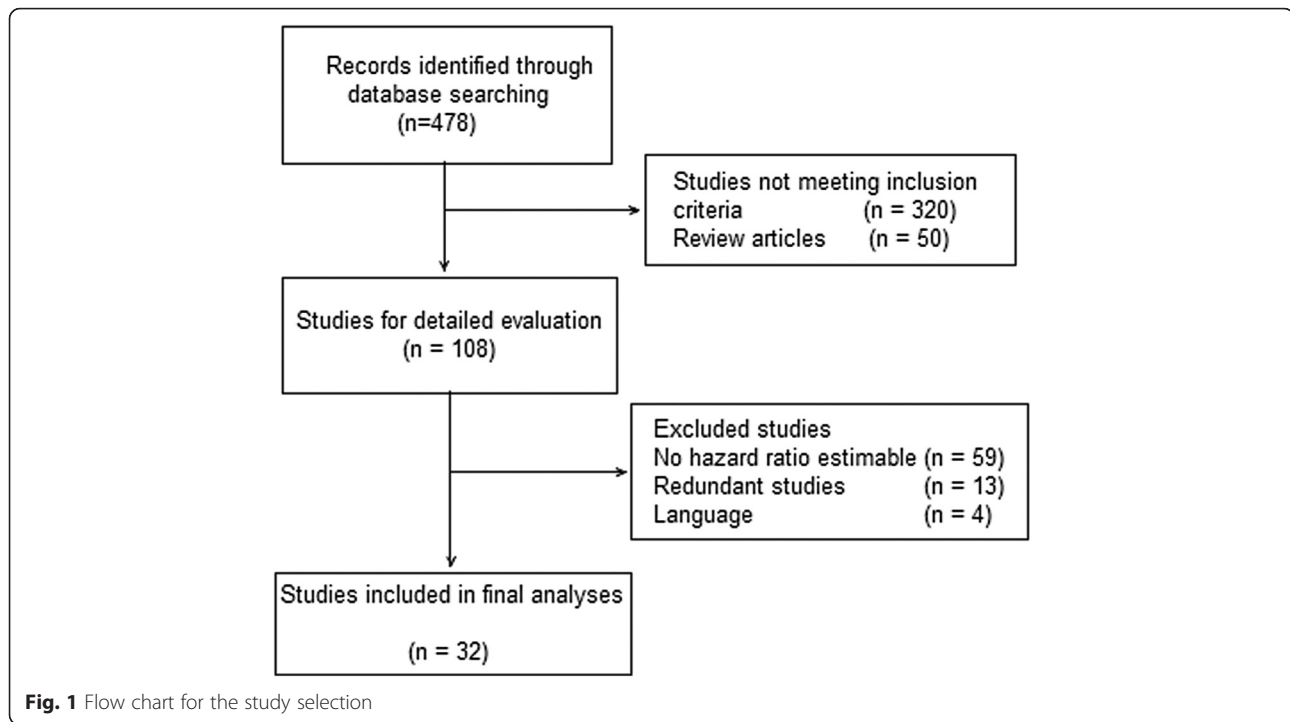 Records identified through
database searching
(n=478)
Studies not meeting inclusion
criteria (n = 320)
Review articles (n = 50)
Studies for detailed evaluation
(n = 108)
Excluded studies
No hazard ratio estimable (n = 59)
Redundant studies (n = 13)
Language (n = 4)
Studies included in final analyses
(n = 32)
Fig. 1 Flow chart for the study selection